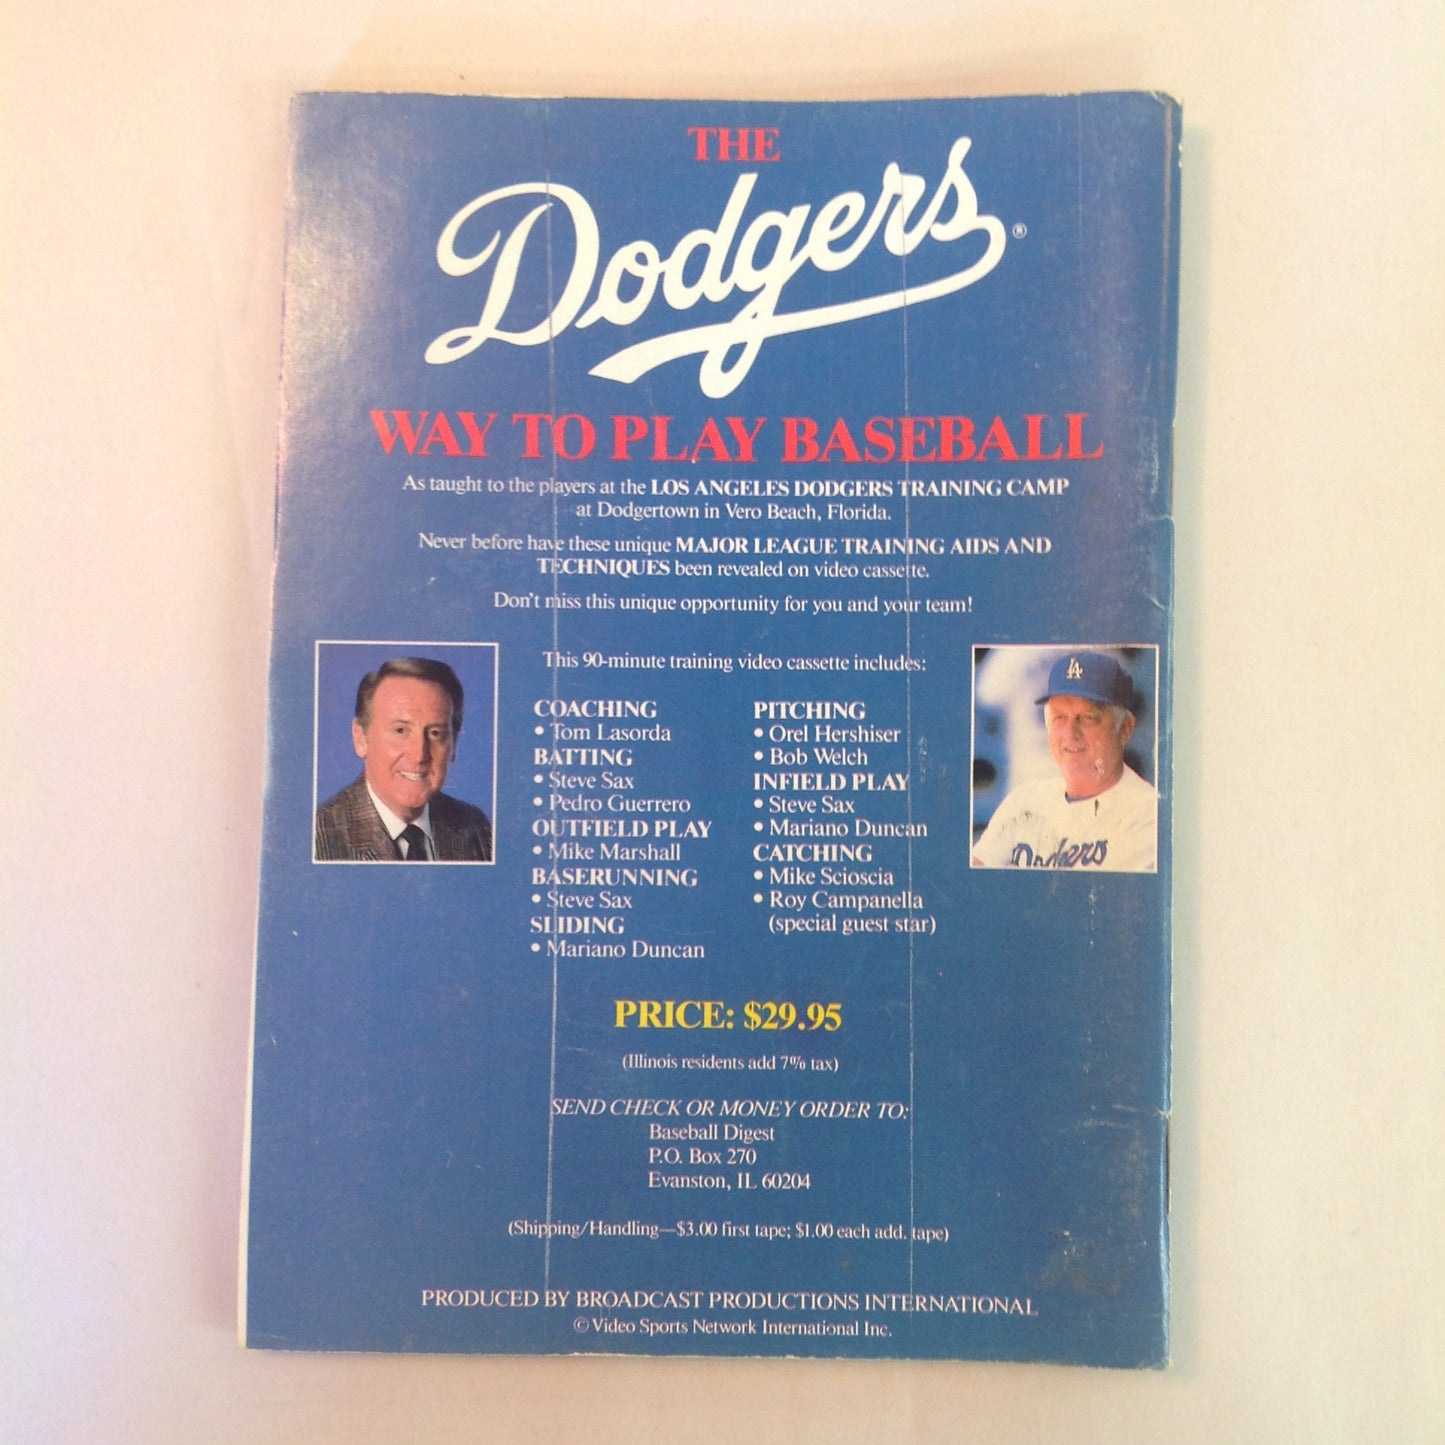 THE
Dodgers®
WAY TO PLAY BASEBALL
As taught to the players at the LOS ANGELES DODGERS TRAINING CAMP
at Dodgertown in Vero Beach, Florida.
Never before have these unique MAJOR LEAGUE TRAINING AIDS AND
TECHNIQUES been revealed on video cassette.
Don't miss this unique opportunity for you and your team!
This 90-minute training video cassette includes:
COACHING
• Tom Lasorda
BATTING
• Steve Sax
• Pedro Guerrero
OUTFIELD PLAY
• Mike Marshall
BASERUNNING
• Steve Sax
SLIDING
• Mariano Duncan
PITCHING
• Orel Hershiser
• Bob Welch
INFIELD PLAY
• Steve Sax
• Mariano Duncan
CATCHING
• Mike Scioscia
• Roy Campanella
(special guest star)
LA
Dodgers
PRICE: $29.95
(Illinois residents add 7% tax)
SEND CHECK OR MONEY ORDER TO:
Baseball Digest
P.O. Box 270
Evanston, IL 60204
(Shipping/Handling—$3.00 first tape; $1.00 each add. tape)
PRODUCED BY BROADCAST PRODUCTIONS INTERNATIONAL
© Video Sports Network International Inc.